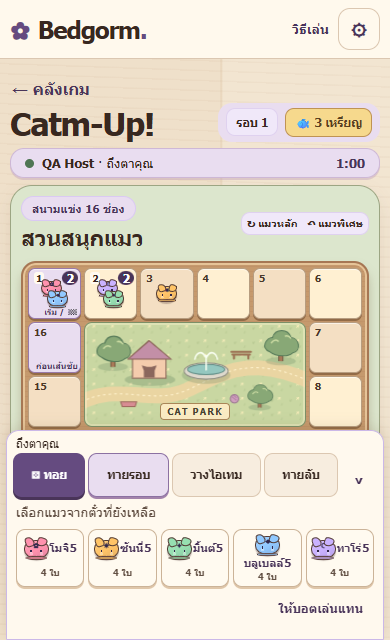 Bedgorm.
วิธีเล่น
← คลังเกม
Catm-Up!
รอบ 1
3 เหรียญ
QA Host · ถึงตาคุณ
1:00
สนามแข่ง 16 ช่อง
สวนสนุกแมว
↻ แมวหลัก ↶ แมวพิเศษ
1 2 2 2 3 4 5 6
เริ่ม /
16 7
ก่อนเส้นชัย
15 8
CAT PARK
ถึงตาคุณ
ทอย
ทายรอบ
วางไอเทม
ทายลับ
v
เลือกแมวจากตั๋วที่ยังเหลือ
โมจิ5
ซันนี่5
มิ้นต์5
บลูเบลล์5
ทาโร่5
4 ใบ
4 ใบ
4 ใบ
4 ใบ
4 ใบ
ให้บอตเล่นแทน